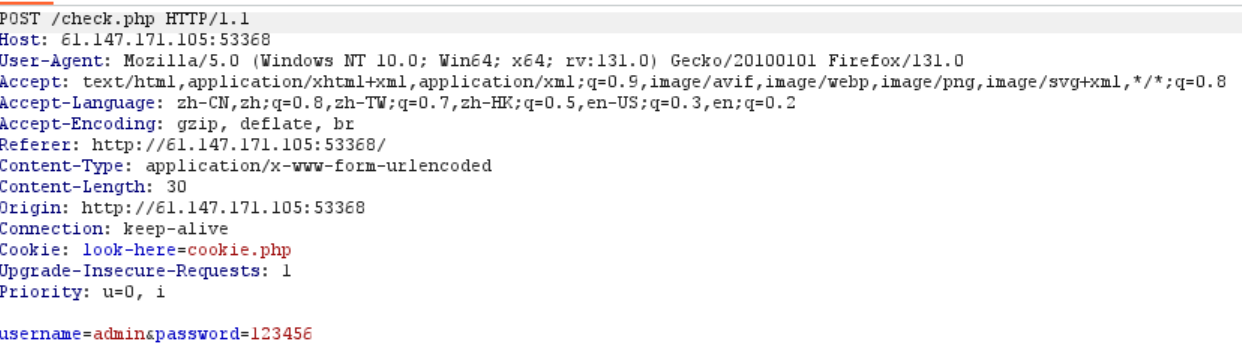 POST /check.php HTTP/1.1
Host: 61.147.171.105:53368
User-Agent: Mozilla/5.0 (Windows NT 10.0; Win64; x64; rv:131.0) Gecko/20100101 Firefox/131.0
Accept: text/html,application/xhtml+xml,application/xml;q=0.9,image/avif,image/webp,image/png,image/svg+xml,*/*;q=0.8
Accept-Language: zh-CN,zh;q=0.8,zh-TW;q=0.7,zh-HK;q=0.5,en-US;q=0.3,en;q=0.2
Accept-Encoding: gzip, deflate, br
Referer: http://61.147.171.105:53368/
Content-Type: application/x-www-form-urlencoded
Content-Length: 30
Origin: http://61.147.171.105:53368
Connection: keep-alive
Cookie: look-here=cookie.php
Upgrade-Insecure-Requests: 1
Priority: u=0, i
username=admin&password=123456